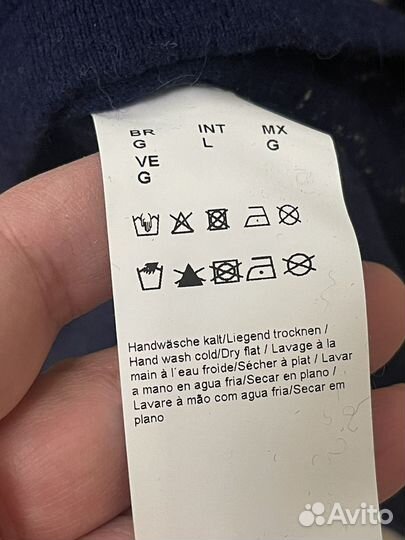 BR INT MX
G L G
VE
G
Handwäsche kalt/Liegend trocknen /
Hand wash cold/Dry flat / Lavage à la
main à l´eau froide/Sécher à plat / Lavar
a mano en agua fria/Secar en plano /
Lavare à mão com agua fria/Secar em
plano
Avito